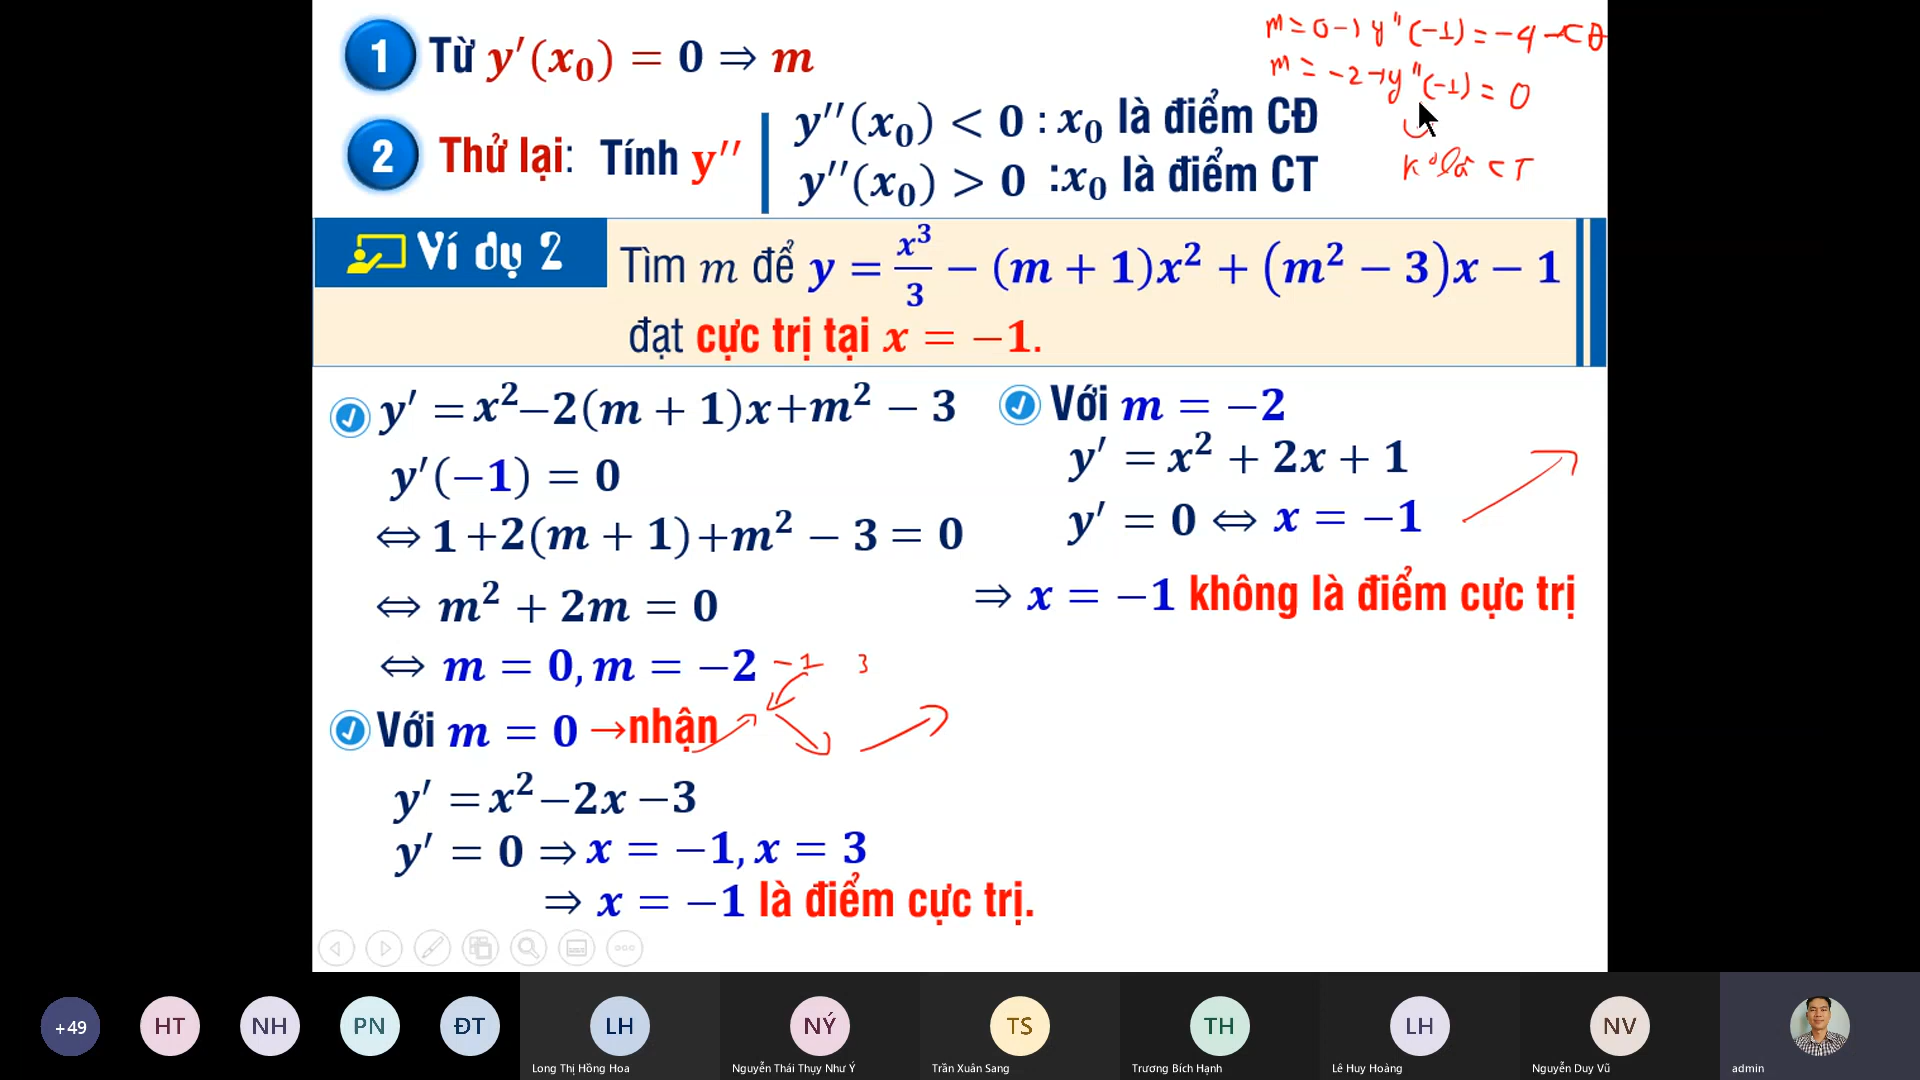 1 Từ y′(x₀) = 0 ⇒ m
m = 0 → y″(-1) = -4 → CĐ
m = -2 → y″(-1) = 0
2 Thử lại: Tính y′′
y′′(x₀) < 0 : x₀ là điểm CĐ
y′′(x₀) > 0 : x₀ là điểm CT
k° là CT
Ví dụ 2
Tìm m để y = x³/3 − (m + 1)x² + (m² − 3)x − 1
đạt cực trị tại x = −1.
y′ = x²−2(m + 1)x+m² − 3
y′(−1) = 0
⇔ 1+2(m + 1)+m² − 3 = 0
⇔ m² + 2m = 0
⇔ m = 0, m = −2
-1 3
Với m = 0 →nhận
y′ =x²−2x −3
y′ = 0 ⇒ x = −1, x = 3
⇒ x = −1 là điểm cực trị.
Với m = −2
y′ = x² + 2x + 1
y′ = 0 ⇔ x = −1
⇒ x = −1 không là điểm cực trị
+49 HT NH PN ĐT LH NÝ TS TH LH NV
Long Thị Hồng Hoa Nguyễn Thái Thụy Như Ý Trần Xuân Sang Trương Bích Hạnh Lê Huy Hoàng Nguyễn Duy Vũ admin